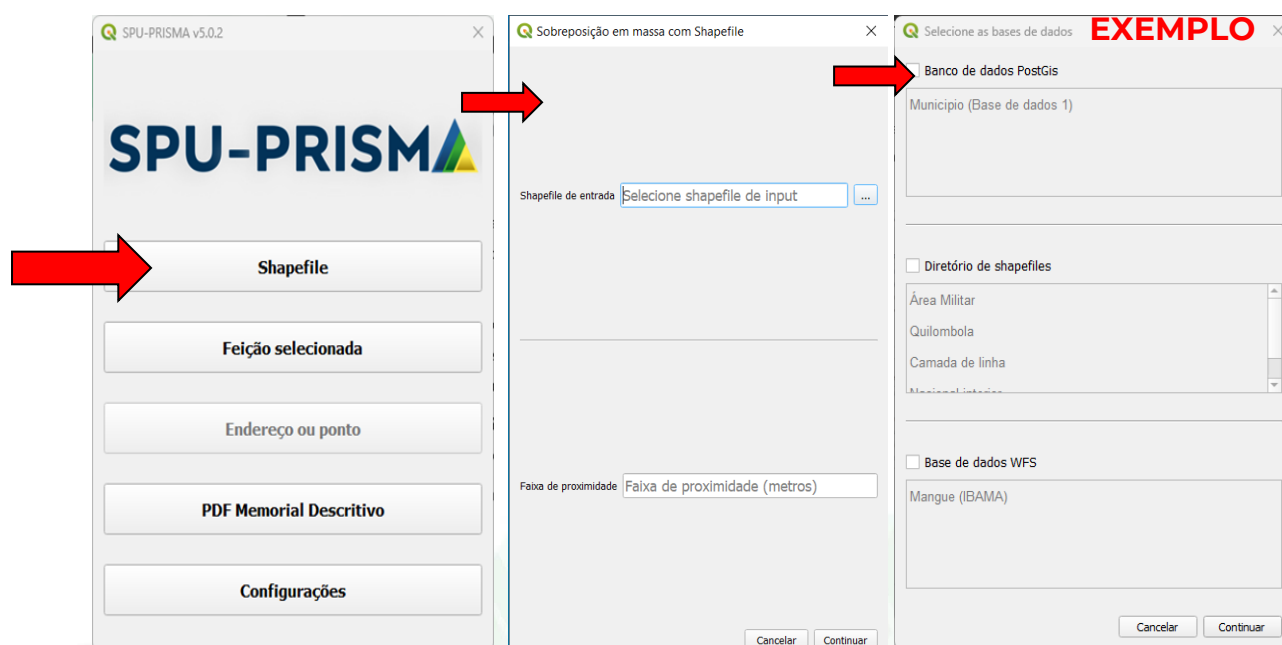 SPU-PRISMA v5.0.2
SPU-PRISMA
Shapefile
Feição selecionada
Endereço ou ponto
PDF Memorial Descritivo
Configurações
Sobreposição em massa com Shapefile
Shapefile de entrada
Selecione shapefile de input
...
Faixa de proximidade
Faixa de proximidade (metros)
Cancelar
Continuar
Selecione as bases de dados
EXEMPLO
Banco de dados PostGis
Municipio (Base de dados 1)
Diretório de shapefiles
Área Militar
Quilombola
Camada de linha
Base de dados WFS
Mangue (IBAMA)
Cancelar
Continuar